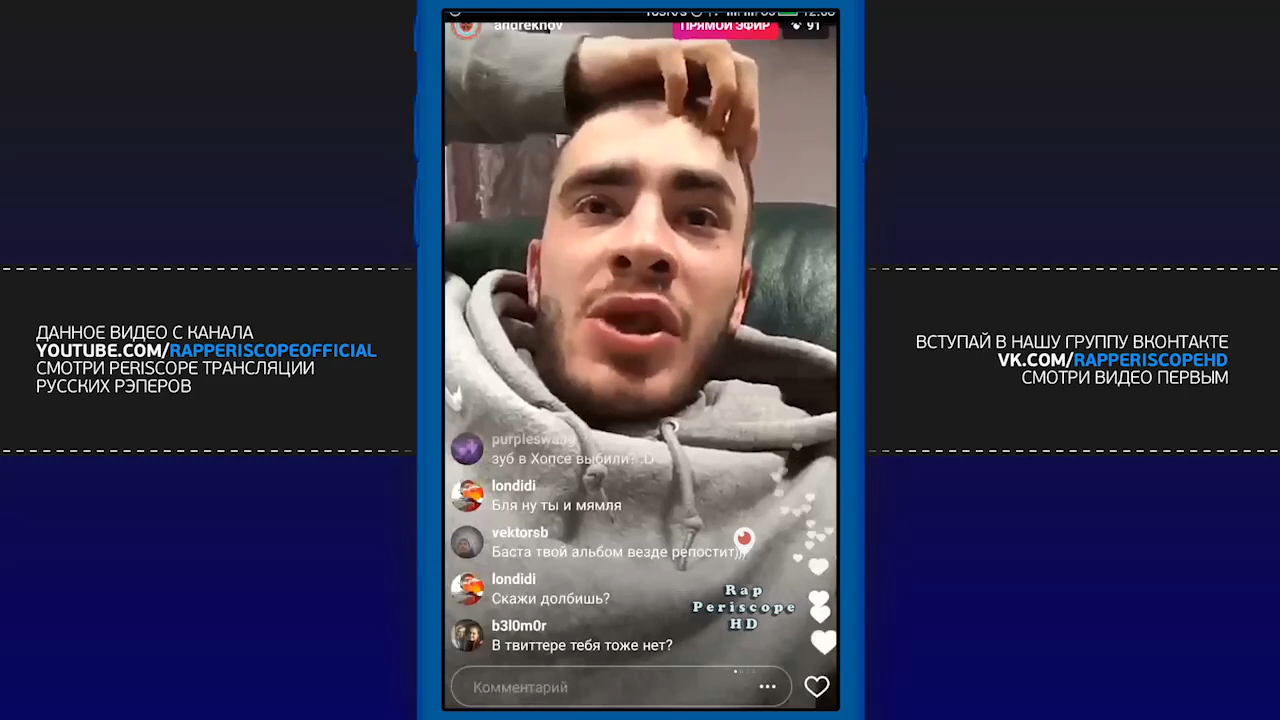 andreknov
ПРЯМОЙ ЭФИР
91
ДАННОЕ ВИДЕО С КАНАЛА
YOUTUBE.COM/RAPPERISCOPEOFFICIAL
СМОТРИ PERISCOPE ТРАНСЛЯЦИИ
РУССКИХ РЭПЕРОВ
ВСТУПАЙ В НАШУ ГРУППУ ВКОНТАКТЕ
VK.COM/RAPPERISCOPEHD
СМОТРИ ВИДЕО ПЕРВЫМ
зуб в Хопсе выбили? :D
londidi
Бля ну ты и мямля
vektorsb
Баста твой альбом везде репостит)))
londidi
Скажи долбишь?
b3l0m0r
В твиттере тебя тоже нет?
Rap
Periscope
HD
Комментарий